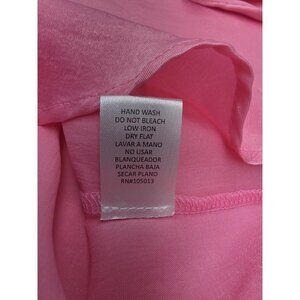 HAND WASH
DO NOT BLEACH
LOW IRON
DRY FLAT
LAVAR A MANO
NO USAR
BLANQUEADOR
PLANCHA BAJA
SECAR PLANO
RN#105013